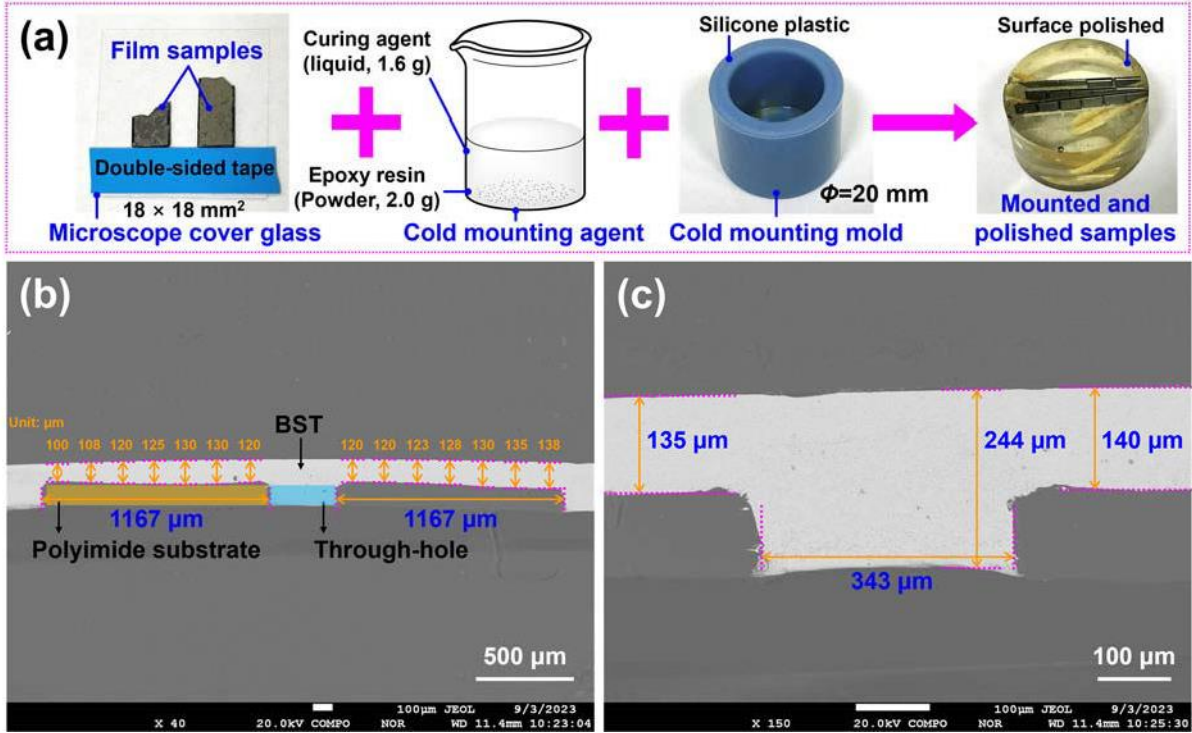 (a)
Film samples
Double-sided tape
18 × 18 mm²
Microscope cover glass
Curing agent
(liquid, 1.6 g)
Epoxy resin
(Powder, 2.0 g)
Cold mounting agent
Silicone plastic
Φ=20 mm
Cold mounting mold
Surface polished
Mounted and
polished samples
(b)
Unit: μm
100 108 120 125 130 130 120
BST
120 120 123 128 130 135 138
1167 μm
1167 μm
Polyimide substrate
Through-hole
500 μm
100μm JEOL 9/3/2023
X 40 20.0kV COMPO NOR WD 11.4mm 10:23:04
(c)
135 μm
244 μm
140 μm
343 μm
100 μm
100μm JEOL 9/3/2023
X 150 20.0kV COMPO NOR WD 11.4mm 10:25:30